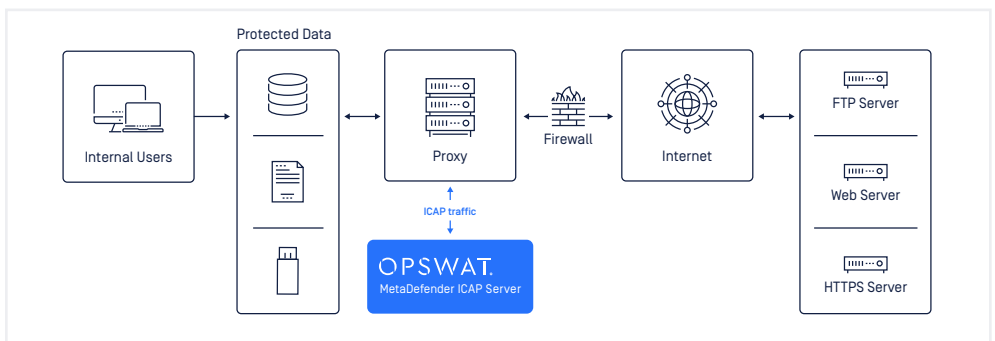 Protected Data
Internal Users
Proxy
Firewall
Internet
FTP Server
Web Server
HTTPS Server
ICAP traffic
OPSWAT.
MetaDefender ICAP Server